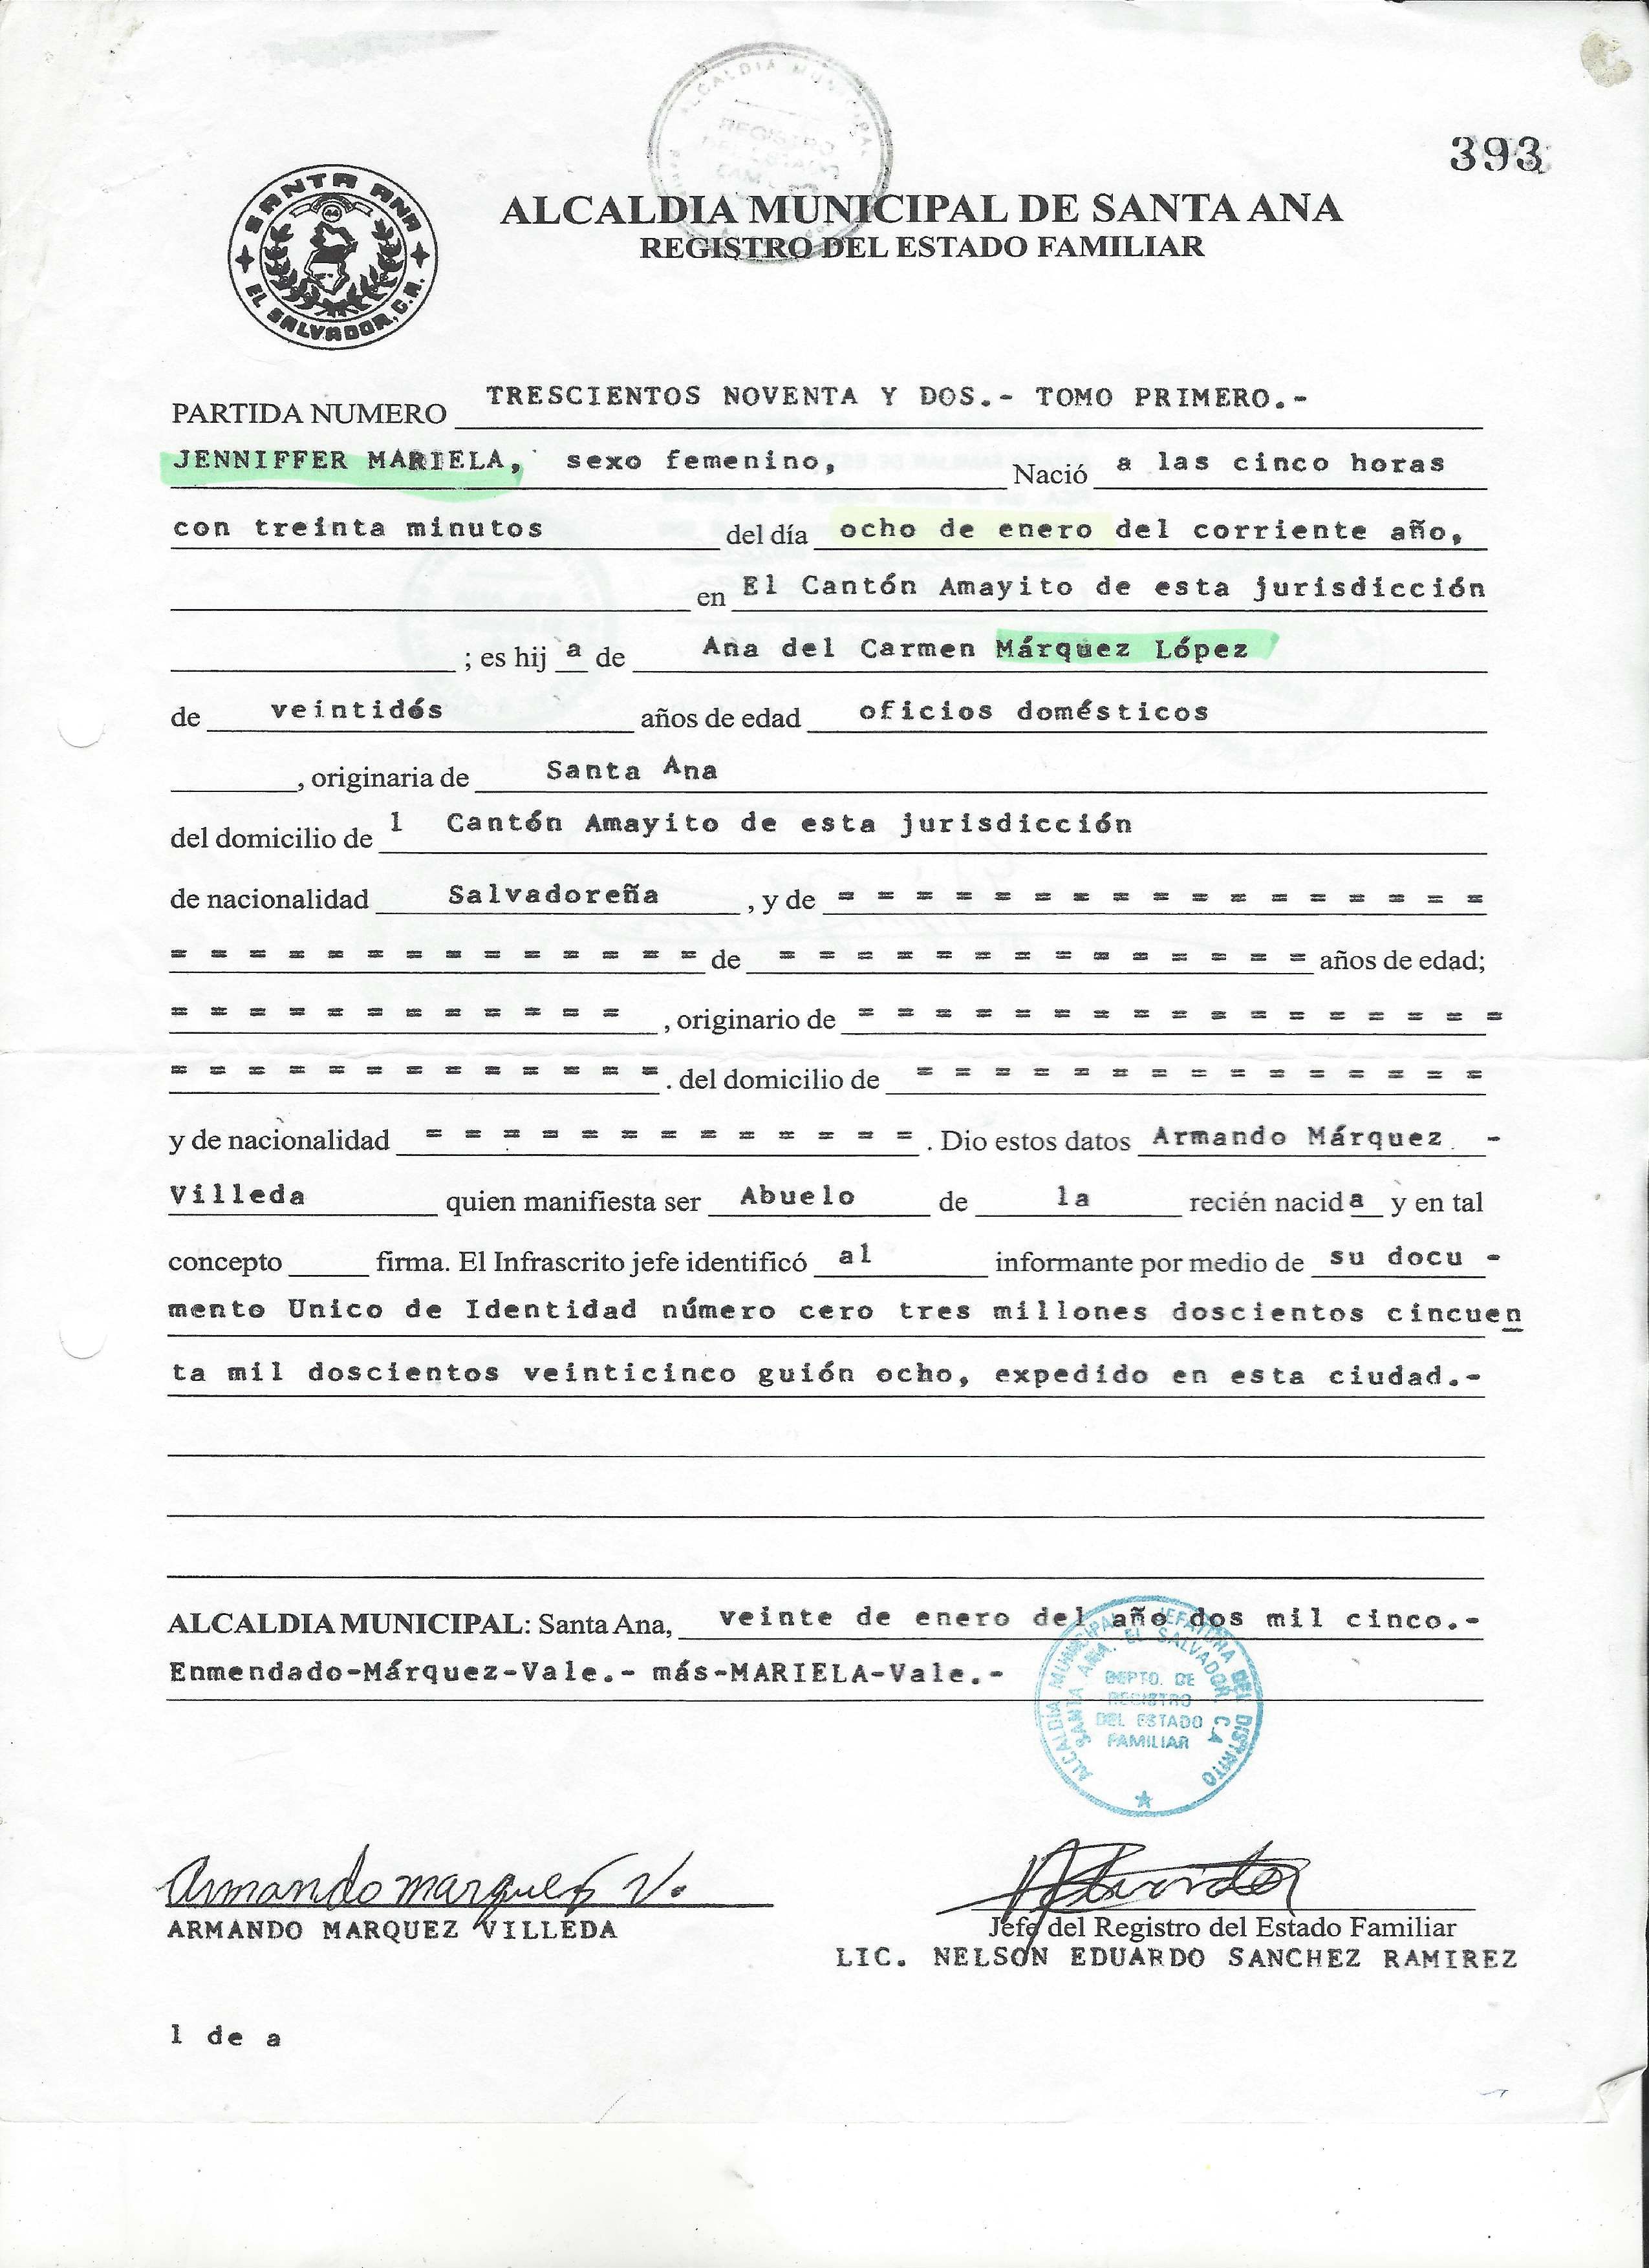 ALCALDIA MUNICIPAL
REGISTRO
DEL ESTADO
FAMILIAR
393
SANTA ANA
EL SALVADOR, C.A.
ALCALDIA MUNICIPAL DE SANTA ANA
REGISTRO DEL ESTADO FAMILIAR
PARTIDA NUMERO TRESCIENTOS NOVENTA Y DOS.- TOMO PRIMERO.-
JENNIFFER MARIELA, sexo femenino, Nació a las cinco horas
con treinta minutos del día ocho de enero del corriente año,
en El Cantón Amayito de esta jurisdicción
; es hij a de Ana del Carmen Márquez López
de veintidós años de edad oficios domésticos
, originaria de Santa Ana
del domicilio de l Cantón Amayito de esta jurisdicción
de nacionalidad Salvadoreña , y de = = = = = = = = = = = = = = = = =
= = = = = = = = = = = = = = de = = = = = = = = = = = = = = años de edad;
= = = = = = = = = = = = , originario de = = = = = = = = = = = = = = = = =
= = = = = = = = = = = = = . del domicilio de = = = = = = = = = = = = = = =
y de nacionalidad = = = = = = = = = = = = = . Dio estos datos Armando Márquez -
Villeda quien manifiesta ser Abuelo de la recién nacid a y en tal
concepto firma. El Infrascrito jefe identificó al informante por medio de su docu -
mento Unico de Identidad número cero tres millones doscientos cincuen
ta mil doscientos veinticinco guión ocho, expedido en esta ciudad.-
ALCALDIA MUNICIPAL: Santa Ana, veinte de enero del año dos mil cinco.-
Enmendado-Márquez-Vale.- más-MARIELA-Vale.-
ALCALDIA MUNICIPAL JEFATURA DEL DISTRITO
SANTA ANA, EL SALVADOR C.A
DEPTO. DE
REGISTRO
DEL ESTADO
FAMILIAR
Armando Marquez V.
ARMANDO MARQUEZ VILLEDA
Jefe del Registro del Estado Familiar
LIC. NELSON EDUARDO SANCHEZ RAMIREZ
1 de a